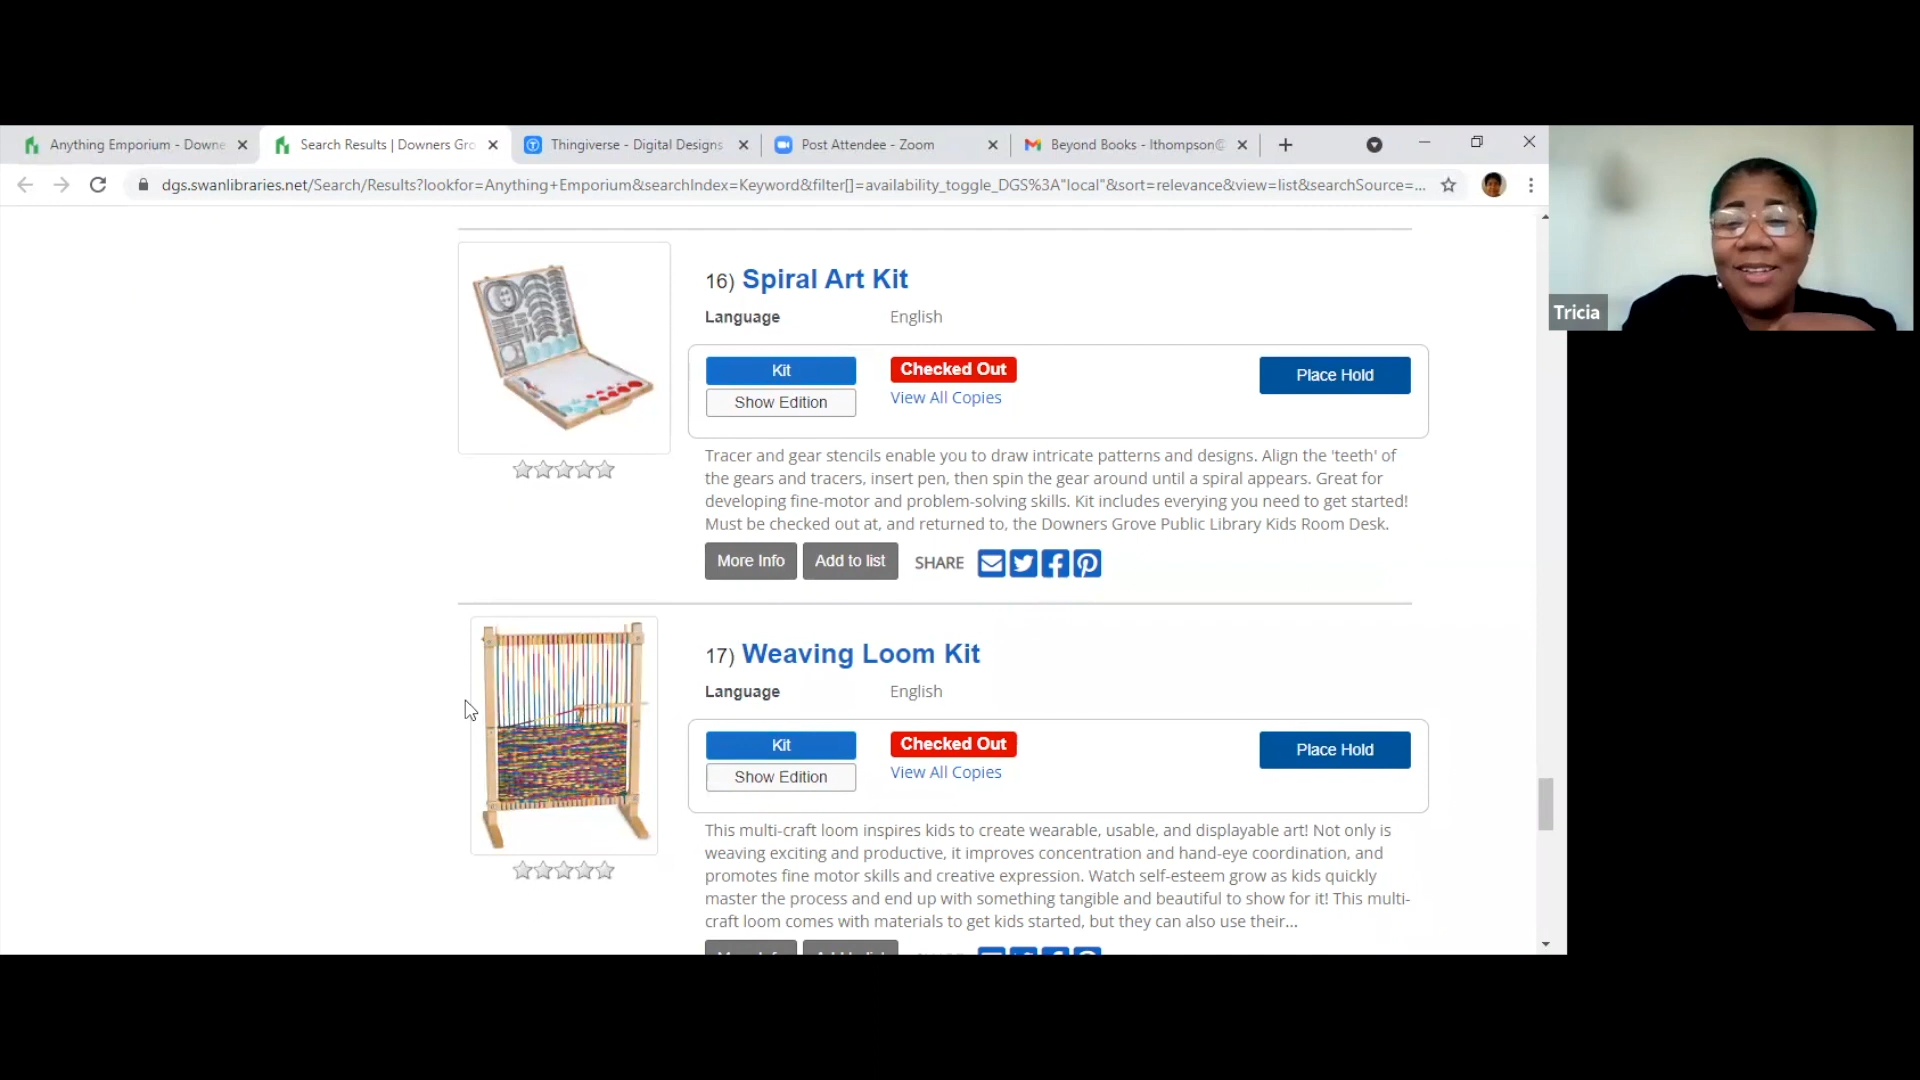 Anything Emporium - Downe
Search Results | Downers Gro
Thingiverse - Digital Designs
Post Attendee - Zoom
Beyond Books - lthompson@
dgs.swanlibraries.net/Search/Results?lookfor=Anything+Emporium&searchIndex=Keyword&filter[]=availability_toggle_DGS%3A"local"&sort=relevance&view=list&searchSource=...
Tricia
16) Spiral Art Kit
Language English
Kit Checked Out Place Hold
Show Edition View All Copies
Tracer and gear stencils enable you to draw intricate patterns and designs. Align the 'teeth' of
the gears and tracers, insert pen, then spin the gear around until a spiral appears. Great for
developing fine-motor and problem-solving skills. Kit includes everying you need to get started!
Must be checked out at, and returned to, the Downers Grove Public Library Kids Room Desk.
More Info Add to list SHARE
17) Weaving Loom Kit
Language English
Kit Checked Out Place Hold
Show Edition View All Copies
This multi-craft loom inspires kids to create wearable, usable, and displayable art! Not only is
weaving exciting and productive, it improves concentration and hand-eye coordination, and
promotes fine motor skills and creative expression. Watch self-esteem grow as kids quickly
master the process and end up with something tangible and beautiful to show for it! This multi-
craft loom comes with materials to get kids started, but they can also use their...